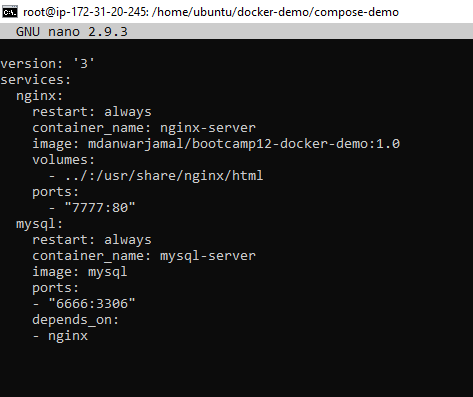 root@ip-172-31-20-245: /home/ubuntu/docker-demo/compose-demo
GNU nano 2.9.3
version: '3'
services:
  nginx:
    restart: always
    container_name: nginx-server
    image: mdanwarjamal/bootcamp12-docker-demo:1.0
    volumes:
      - ../:/usr/share/nginx/html
    ports:
      - "7777:80"
  mysql:
    restart: always
    container_name: mysql-server
    image: mysql
    ports:
    - "6666:3306"
    depends_on:
    - nginx